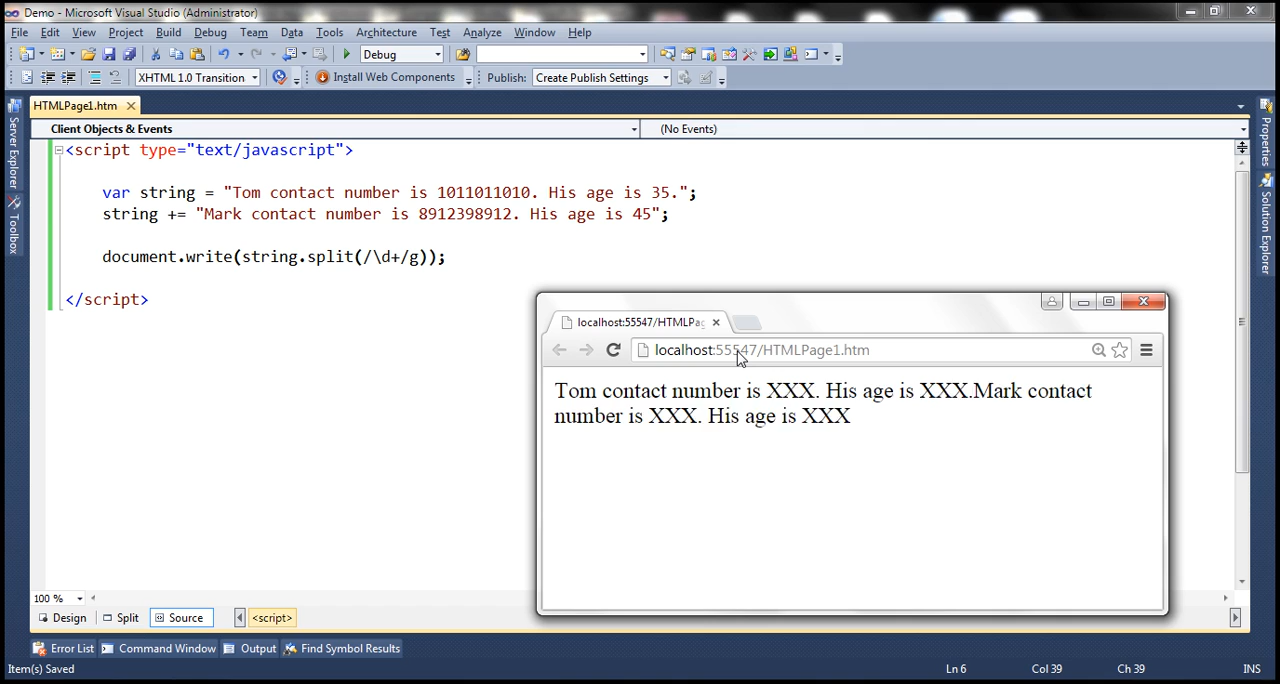 Demo - Microsoft Visual Studio (Administrator)
File Edit View Project Build Debug Team Data Tools Architecture Test Analyze Window Help
Debug
XHTML 1.0 Transition Install Web Components Publish: Create Publish Settings
HTMLPage1.htm
Client Objects & Events (No Events)
Server Explorer
Toolbox
Properties
Solution Explorer
<script type="text/javascript">
var string = "Tom contact number is 1011011010. His age is 35.";
string += "Mark contact number is 8912398912. His age is 45";
document.write(string.split(/\d+/g));
</script>
localhost:55547/HTMLPag
localhost:55547/HTMLPage1.htm
Tom contact number is XXX. His age is XXX.Mark contact
number is XXX. His age is XXX
100 %
Design Split Source <script>
Error List Command Window Output Find Symbol Results
Item(s) Saved Ln 6 Col 39 Ch 39 INS